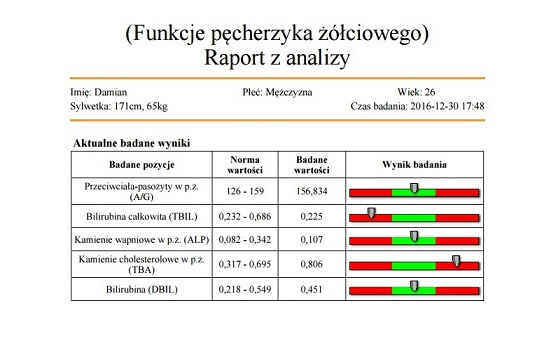 (Funkcje pęcherzyka żółciowego)
Raport z analizy
Imię: Damian Płeć: Mężczyzna Wiek: 26
Sylwetka: 171cm, 65kg Czas badania: 2016-12-30 17:48
Aktualne badane wyniki
Badane pozycje Norma wartości Badane wartości Wynik badania
Przeciwciała-pasożyty w p.ż. (A/G) 126 - 159 156,834
Bilirubina całkowita (TBIL) 0,232 - 0,686 0,225
Kamienie wapniowe w p.ż. (ALP) 0,082 - 0,342 0,107
Kamienie cholesterolowe w p.ż. (TBA) 0,317 - 0,695 0,806
Bilirubina (DBIL) 0,218 - 0,549 0,451